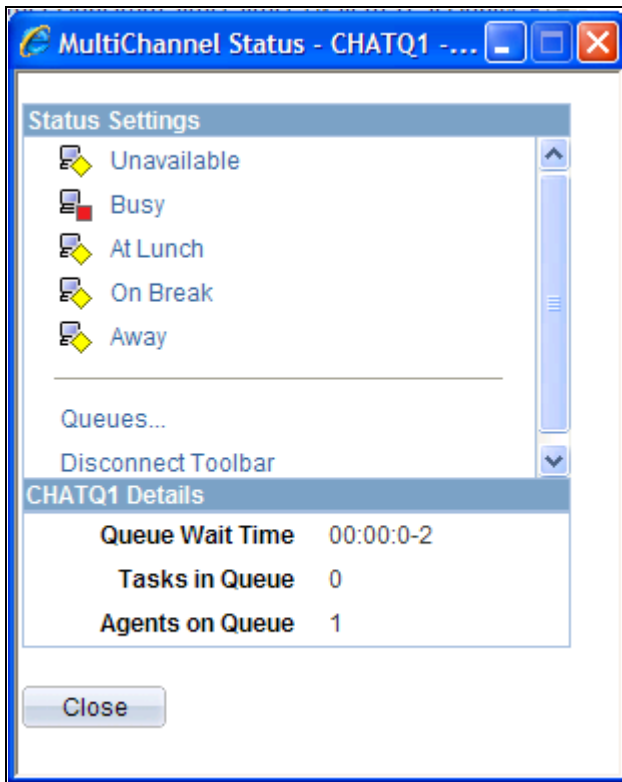 MultiChannel Status - CHATQ1 -...
Status Settings
Unavailable
Busy
At Lunch
On Break
Away
Queues...
Disconnect Toolbar
CHATQ1 Details
Queue Wait Time 00:00:0-2
Tasks in Queue 0
Agents on Queue 1
Close